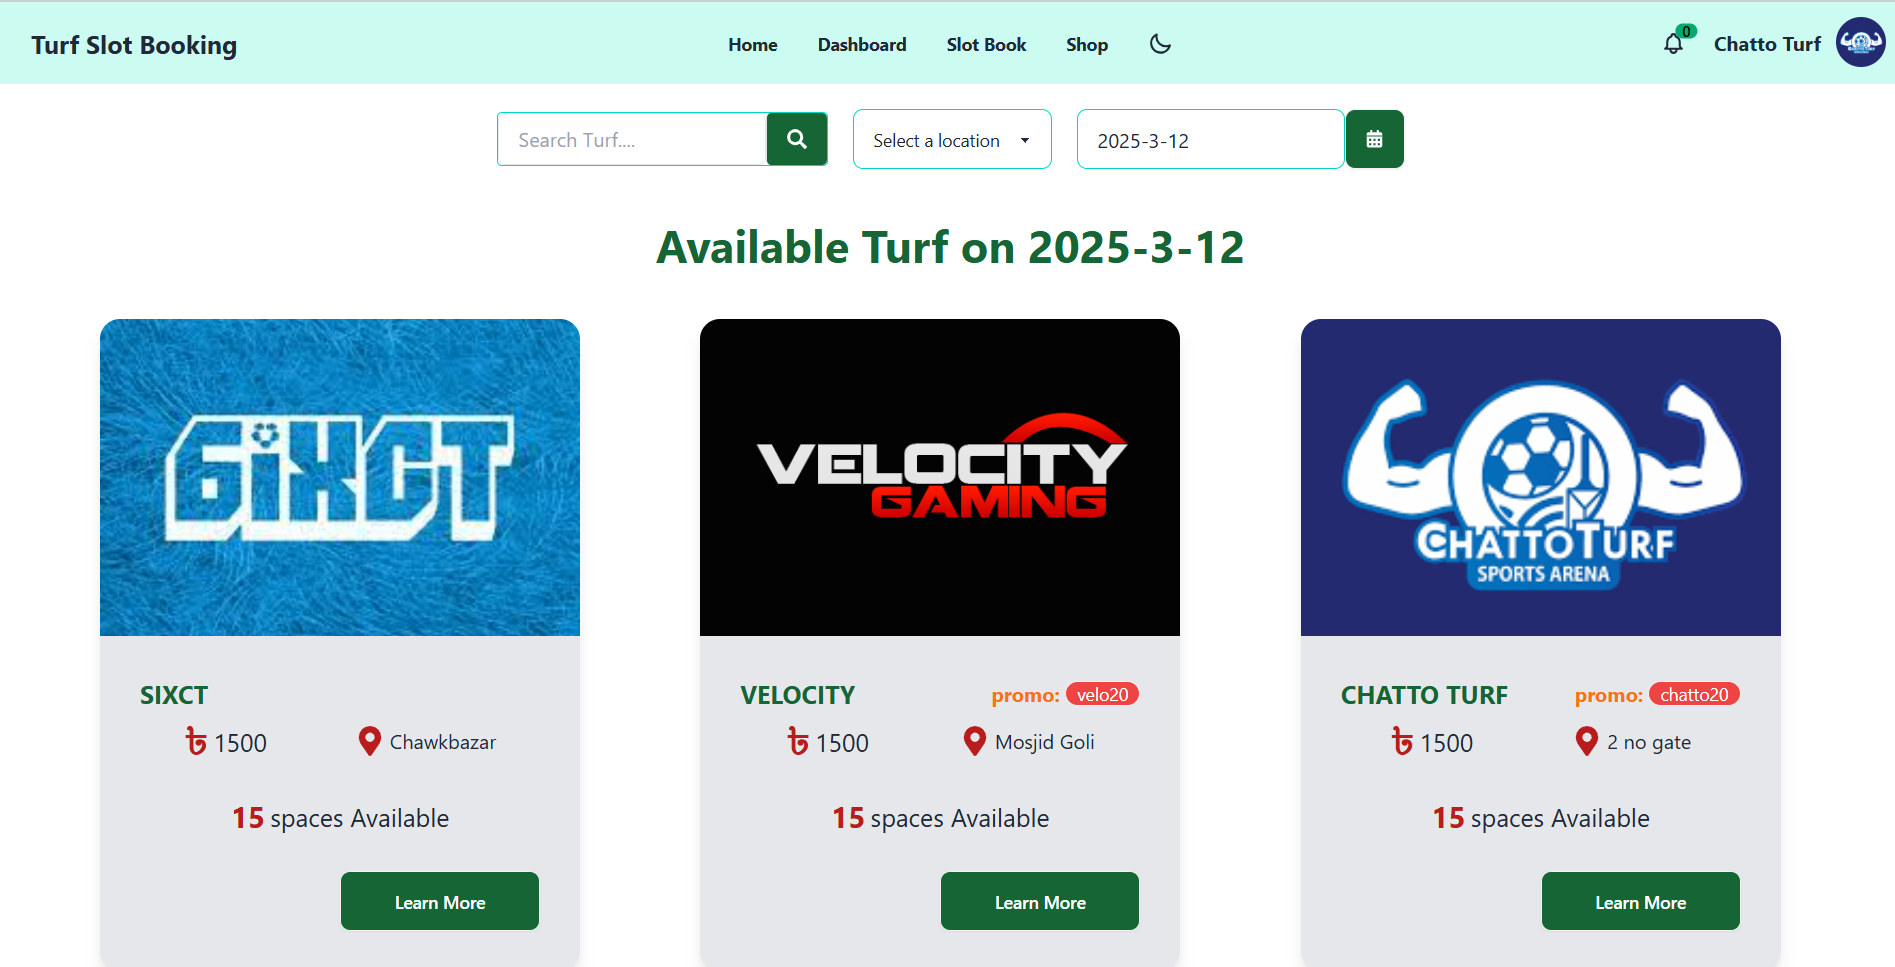 Turf Slot Booking Home Dashboard Slot Book Shop 0 Chatto Turf
Search Turf.... Select a location 2025-3-12
Available Turf on 2025-3-12
SIXCT
VELOCITY
GAMING
CHATTOTURF
SPORTS ARENA
SIXCT
৳ 1500 Chawkbazar
15 spaces Available
Learn More
VELOCITY promo: velo20
৳ 1500 Mosjid Goli
15 spaces Available
Learn More
CHATTO TURF promo: chatto20
৳ 1500 2 no gate
15 spaces Available
Learn More